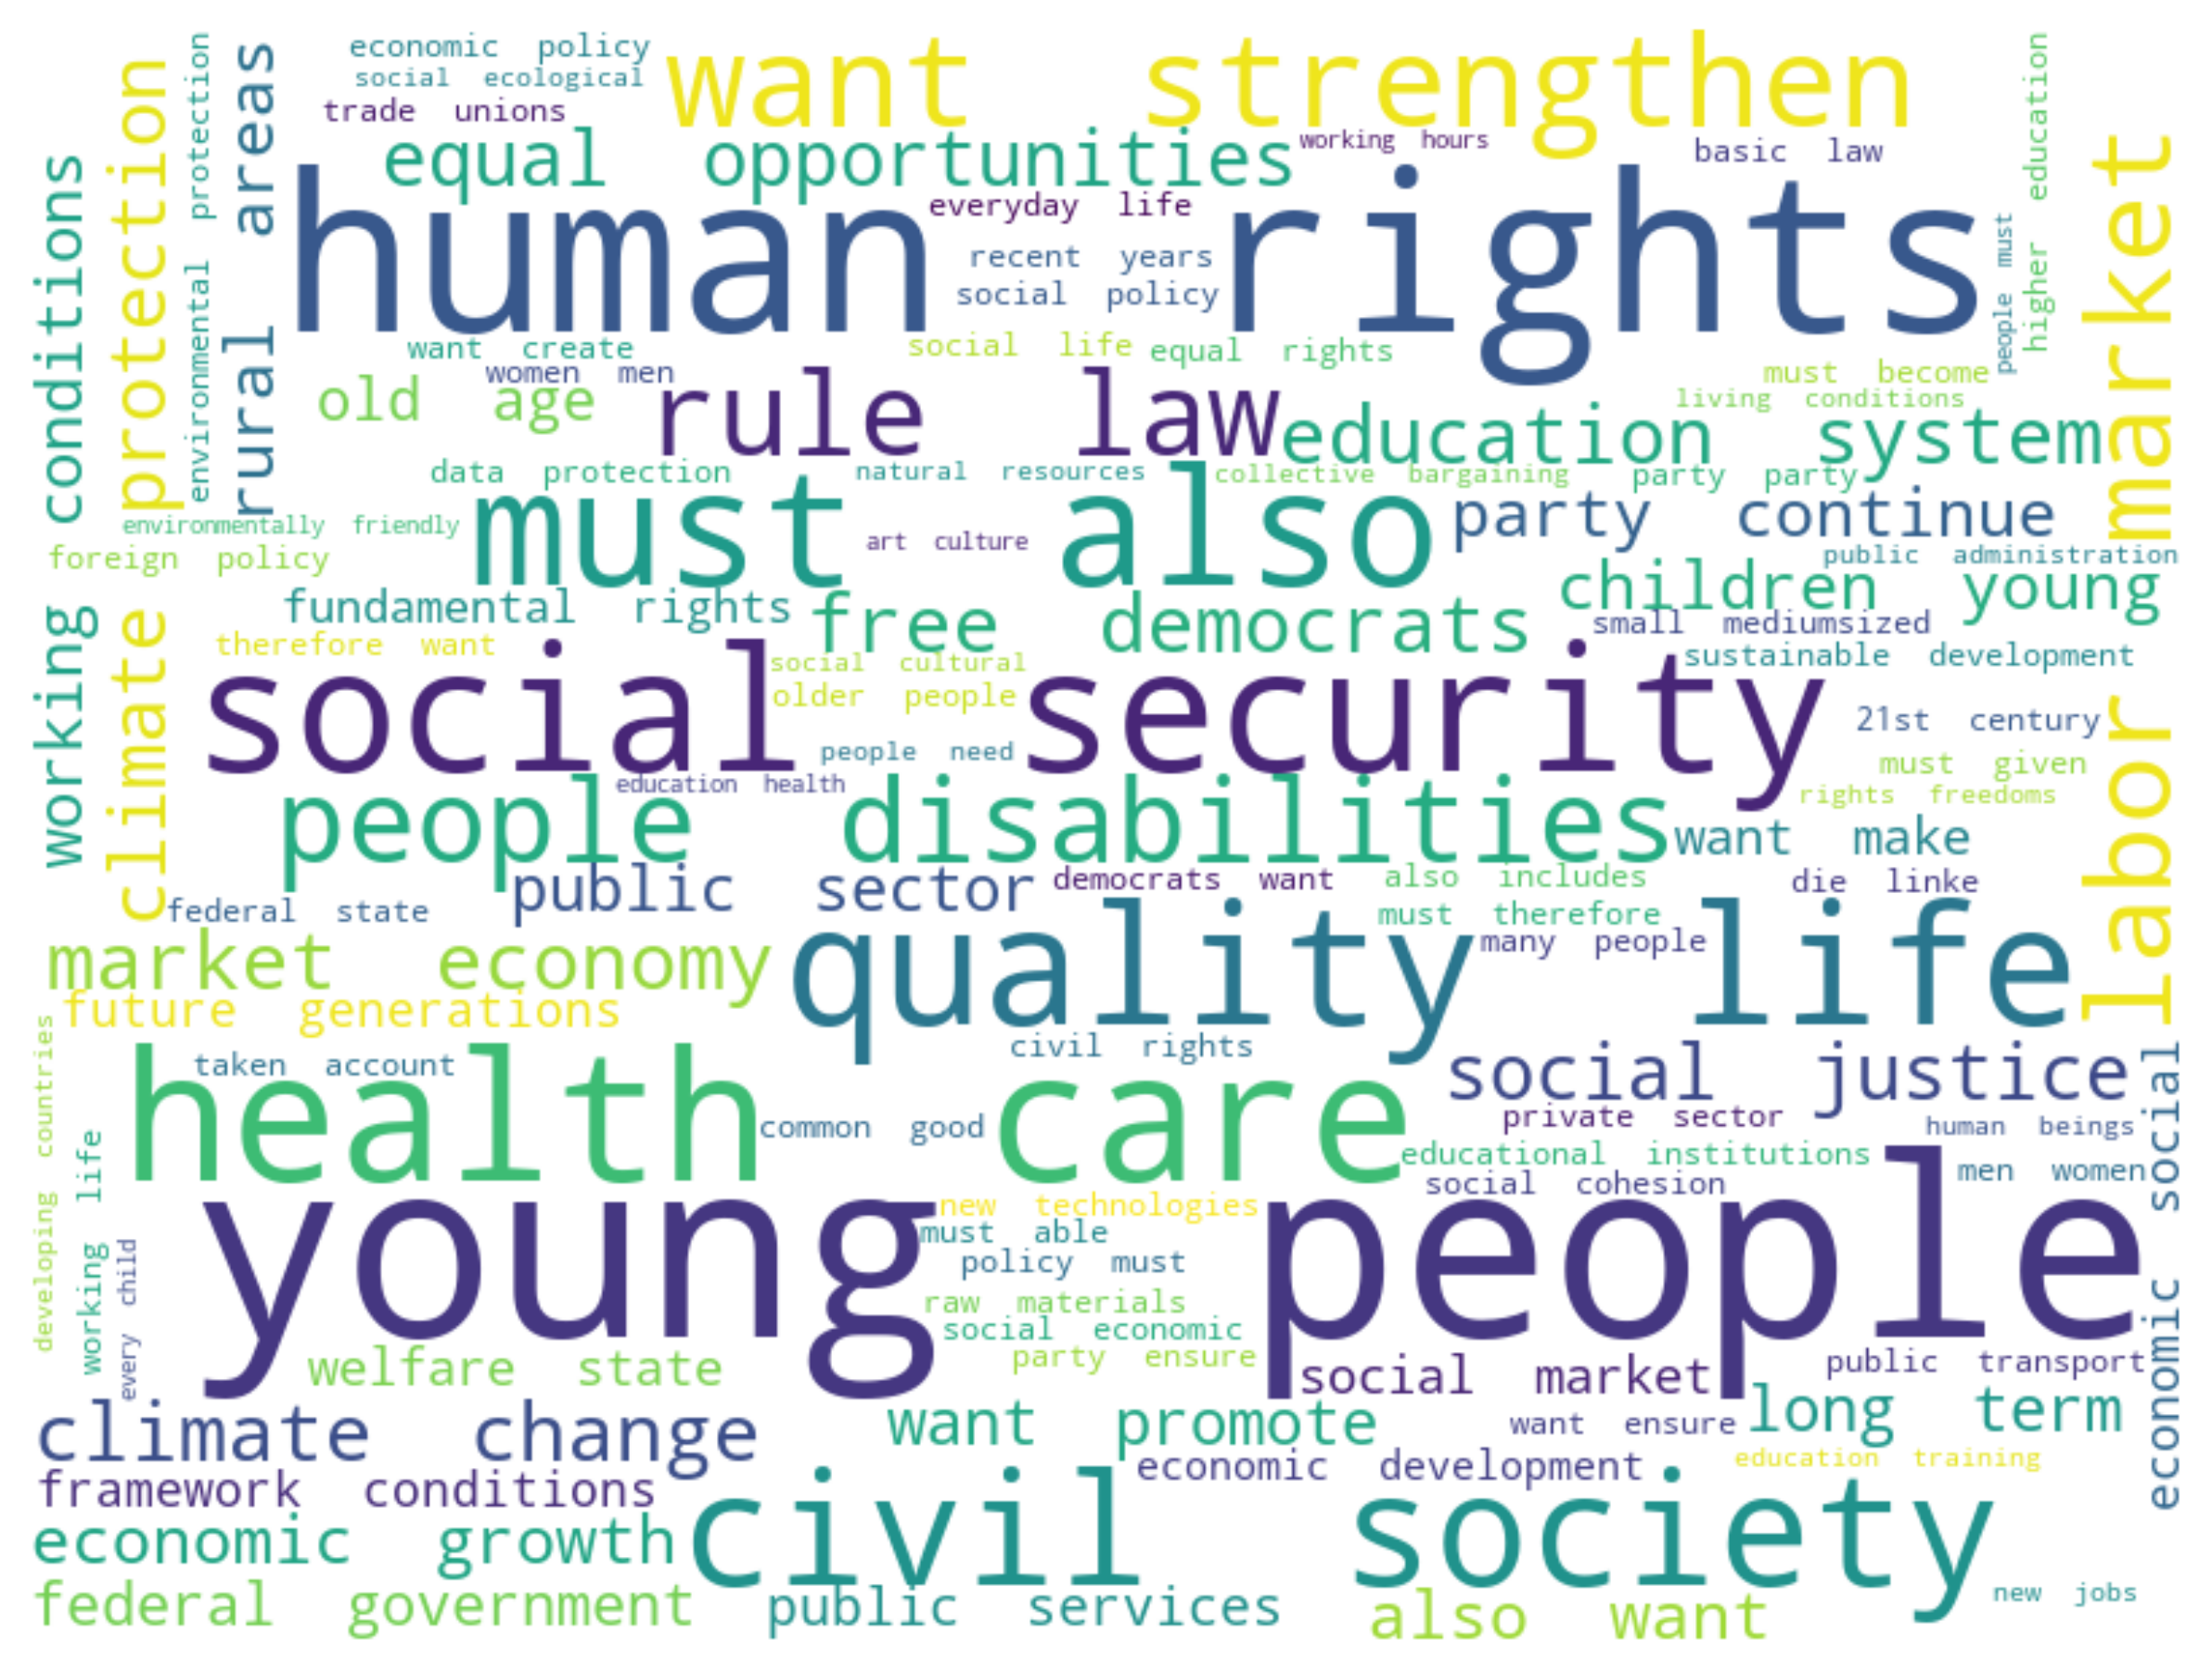 economic policy
social ecological
trade unions
want strengthen
equal opportunities
working hours
basic law
human rights
everyday life
recent years
social policy
want create
women men
social life
equal rights
old age
rule law
must become
living conditions
education system
data protection
natural resources
collective bargaining
party party
must also
party continue
environmentally friendly
art culture
foreign policy
public administration
fundamental rights
free democrats
children young
therefore want
small mediumsized
social cultural
sustainable development
older people
social security
21st century
people need
must given
education health
rights freedoms
people disabilities
want make
public sector
democrats want
also includes
die linke
federal state
must therefore
many people
market economy
quality life
future generations
civil rights
taken account
social justice
health care
common good
private sector
human beings
educational institutions
men women
social cohesion
new technologies
young people
must able
policy must
raw materials
social economic
party ensure
welfare state
social market
public transport
climate change
want promote
want ensure
long term
framework conditions
economic development
education training
economic growth
civil society
federal government
public services
also want
new jobs
working conditions
climate protection
environmental protection
rural areas
people must
higher education
labor market
developing countries
working life
every child
economic social